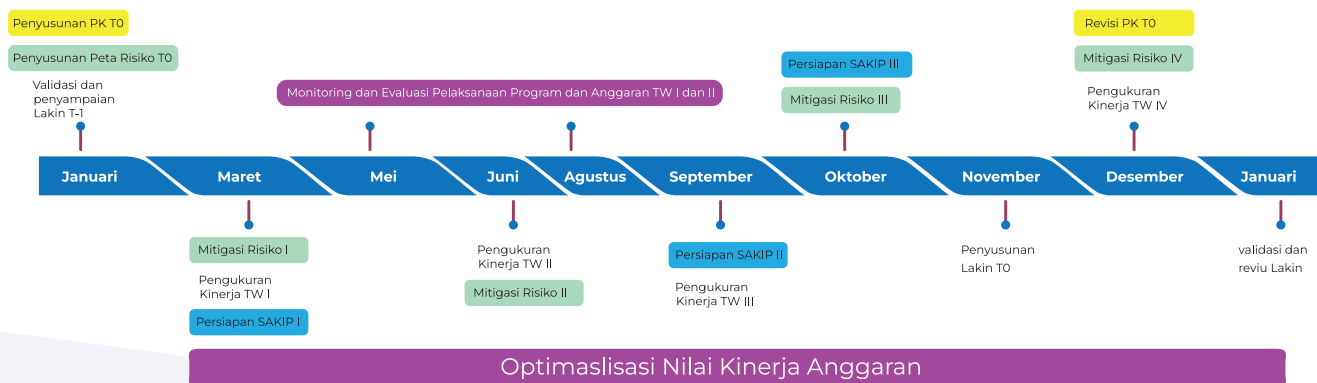 Penyusunan PK T0
Penyusunan Peta Risiko T0
Validasi dan
penyampaian
Lakin T-1
Monitoring dan Evaluasi Pelaksanaan Program dan Anggaran TW I dan II
Persiapan SAKIP III
Mitigasi Risiko III
Revisi PK T0
Mitigasi Risiko IV
Pengukuran
Kinerja TW IV
Januari
Maret
Mei
Juni
Agustus
September
Oktober
November
Desember
Januari
Mitigasi Risiko I
Pengukuran
Kinerja TW I
Persiapan SAKIP I
Pengukuran
Kinerja TW II
Mitigasi Risiko II
Persiapan SAKIP II
Pengukuran
Kinerja TW III
Penyusunan
Lakin T0
validasi dan
reviu Lakin
Optimaslisasi Nilai Kinerja Anggaran